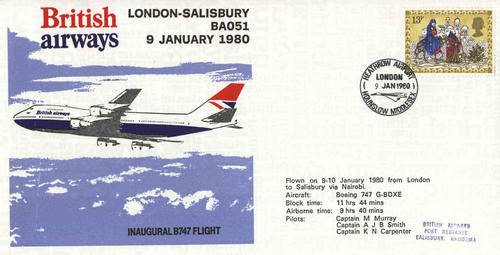 British
airways
LONDON-SALISBURY
BA051
9 JANUARY 1980
13P
HEATHROW AIRPORT
LONDON
9 JAN 1980
HOUNSLOW MIDDLESEX
British airways
INAUGURAL B747 FLIGHT
Flown on 9-10 January 1980 from London
to Salisbury via Nairobi.
Aircraft: Boeing 747 G-BDXE
Block time: 11 hrs 44 mins
Airborne time: 9 hrs 40 mins
Pilots: Captain M Murray
Captain A J B Smith
Captain K N Carpenter
BRITISH AIRWAYS
POST RESTANTE
SALISBURY. RHODESIA